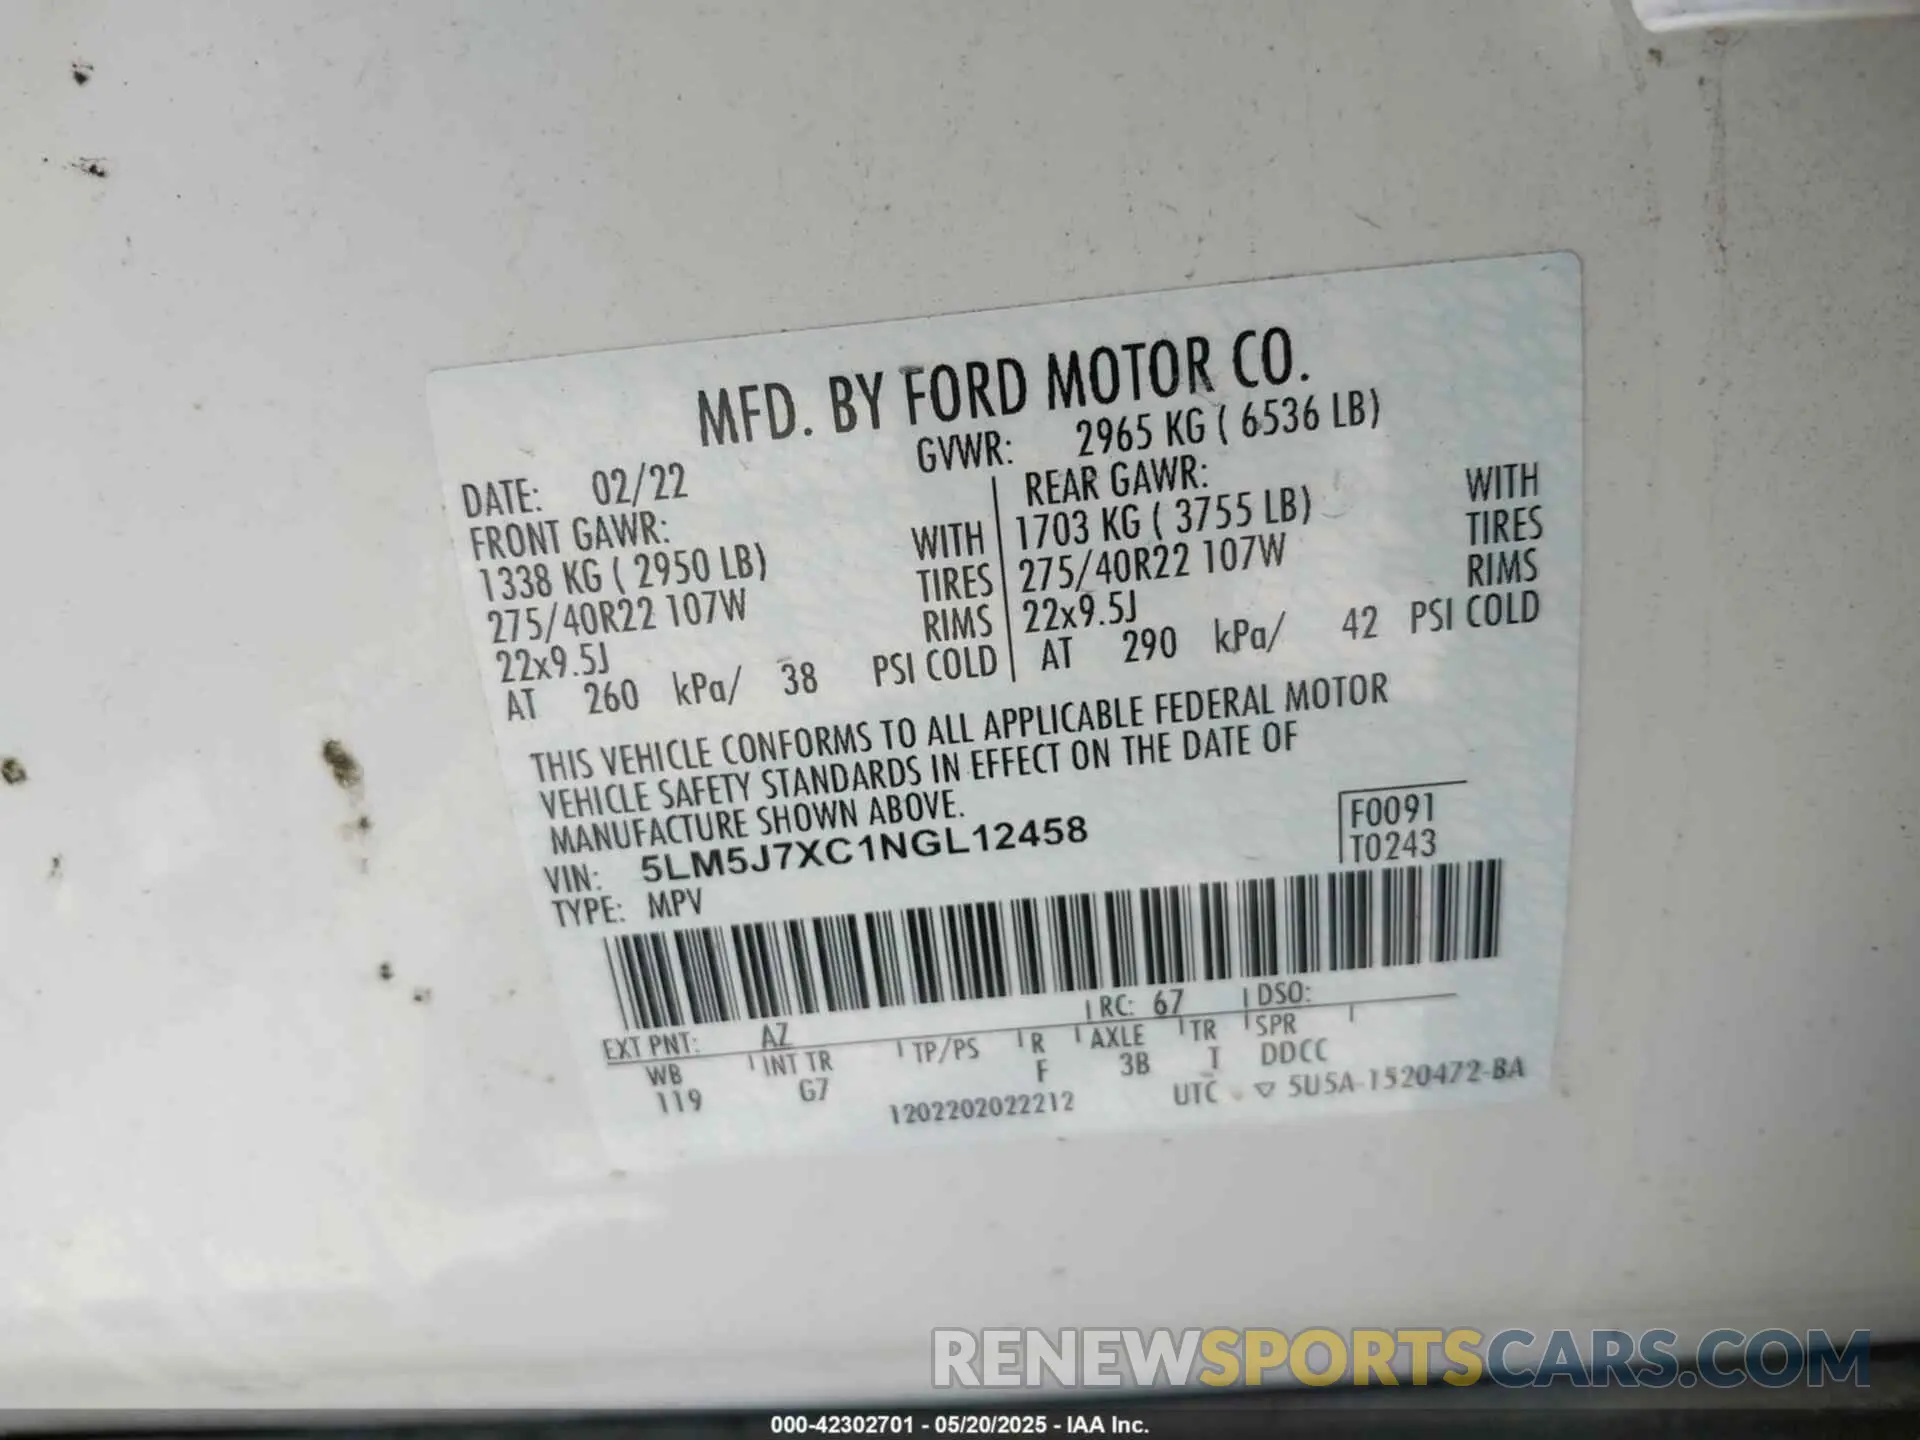 MFD. BY FORD MOTOR CO.
DATE: 02/22 GVWR: 2965 KG ( 6536 LB)
FRONT GAWR: REAR GAWR:
1338 KG ( 2950 LB) WITH 1703 KG ( 3755 LB) WITH
275/40R22 107W TIRES 275/40R22 107W TIRES
22x9.5J RIMS 22x9.5J RIMS
AT 260 kPa/ 38 PSI COLD AT 290 kPa/ 42 PSI COLD
THIS VEHICLE CONFORMS TO ALL APPLICABLE FEDERAL MOTOR
VEHICLE SAFETY STANDARDS IN EFFECT ON THE DATE OF
MANUFACTURE SHOWN ABOVE.
VIN: 5LM5J7XC1NGL12458
TYPE: MPV
F0091
T0243
EXT PNT: AZ RC: 67 DSO:
WB INT TR TP/PS R AXLE TR SPR
119 G7 F 3B T DDCC
1202202022212 UTC ▽ 5U5A-1520472-BA
RENEWSPORTSCARS.COM
000-42302701 - 05/20/2025 - IAA Inc.